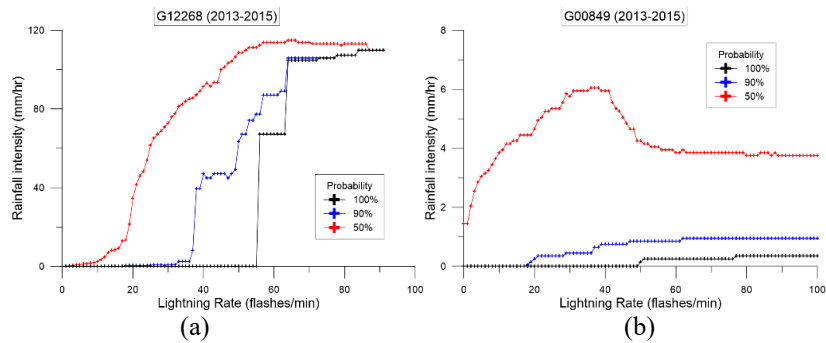 G12268 (2013-2015)
Rainfall intensity (mm/hr)
120
80
40
0
Probability
100%
90%
50%
0 20 40 60 80 100
Lightning Rate (flashes/min)
(a)
G00849 (2013-2015)
Rainfall intensity (mm/hr)
8
6
4
2
0
Probability
100%
90%
50%
0 20 40 60 80 100
Lightning Rate (flashes/min)
(b)